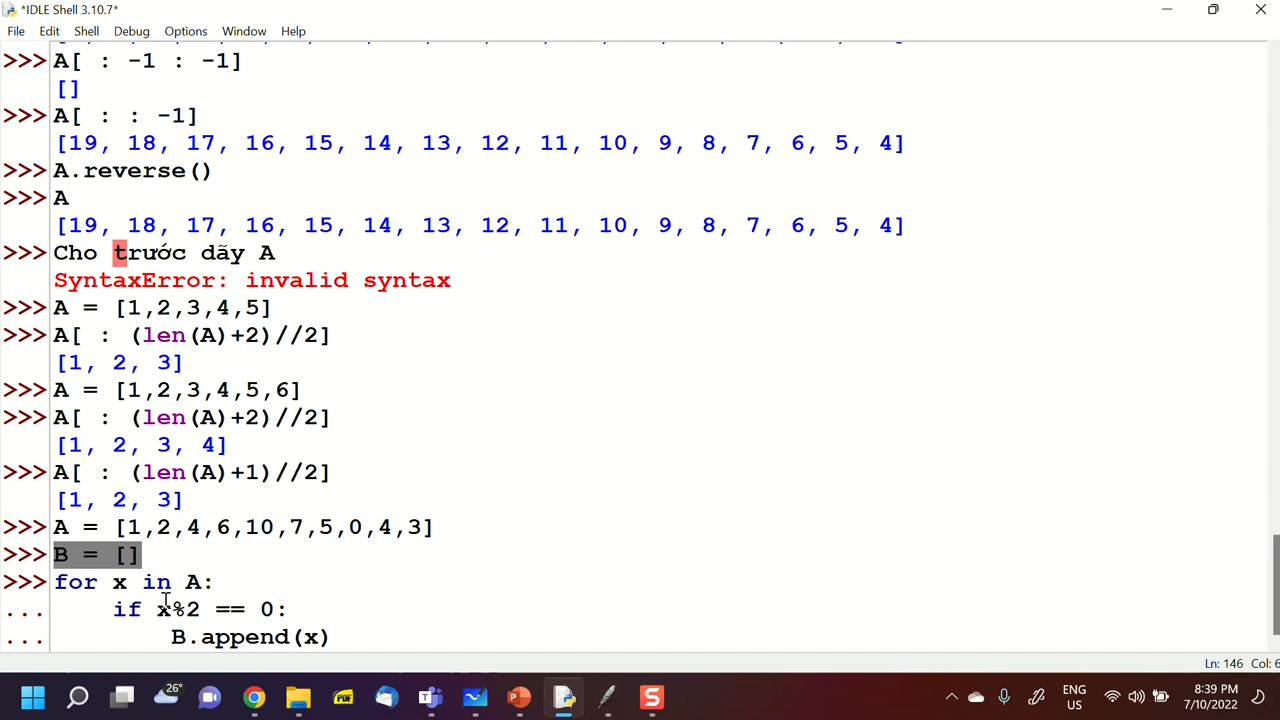 *IDLE Shell 3.10.7*
File Edit Shell Debug Options Window Help
>>> A[ : -1 : -1]
[]
>>> A[ : : -1]
[19, 18, 17, 16, 15, 14, 13, 12, 11, 10, 9, 8, 7, 6, 5, 4]
>>> A.reverse()
>>> A
[19, 18, 17, 16, 15, 14, 13, 12, 11, 10, 9, 8, 7, 6, 5, 4]
>>> Cho trước dãy A
SyntaxError: invalid syntax
>>> A = [1,2,3,4,5]
>>> A[ : (len(A)+2)//2]
[1, 2, 3]
>>> A = [1,2,3,4,5,6]
>>> A[ : (len(A)+2)//2]
[1, 2, 3, 4]
>>> A[ : (len(A)+1)//2]
[1, 2, 3]
>>> A = [1,2,4,6,10,7,5,0,4,3]
>>> B = []
>>> for x in A:
... if x%2 == 0:
... B.append(x)
Ln: 146 Col: 6
26°
PDF
ENG
US
8:39 PM
7/10/2022